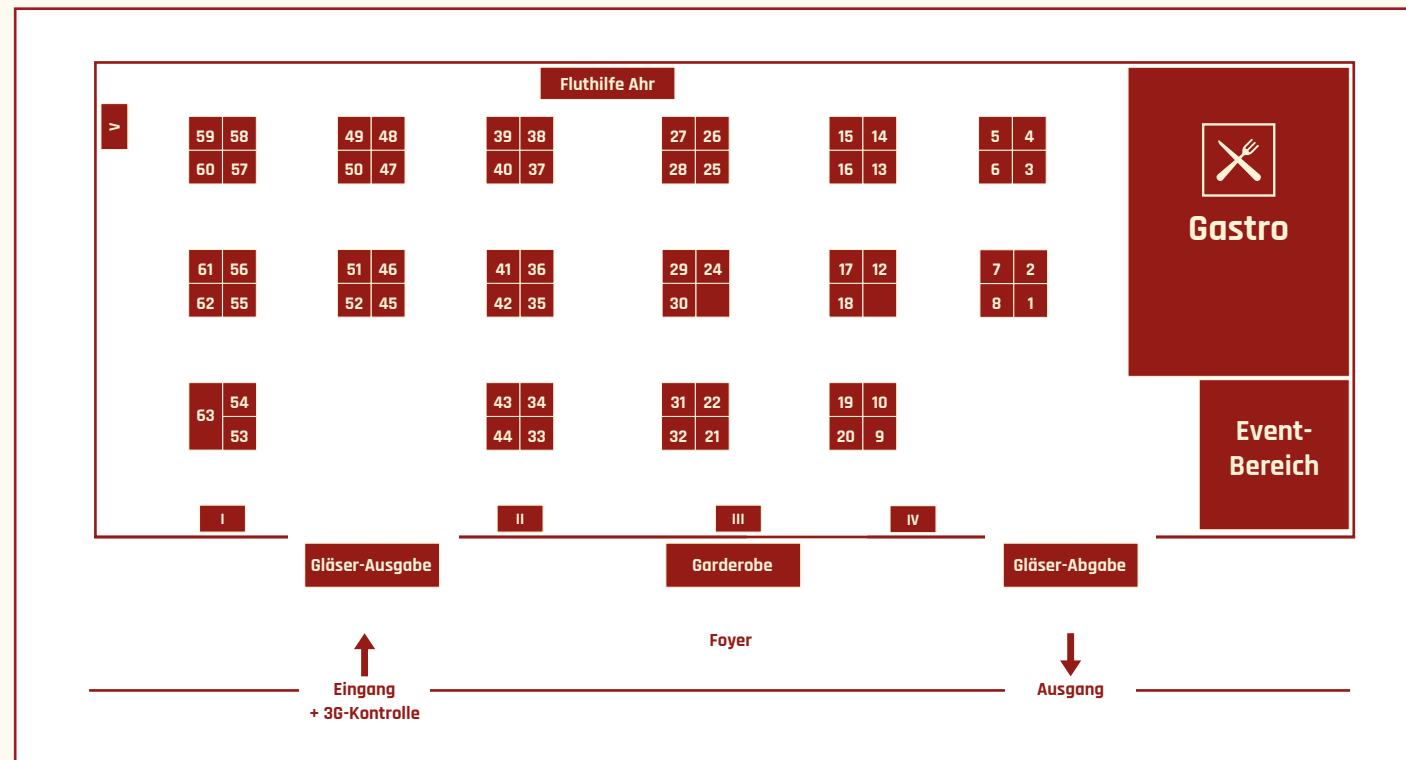 Fluthilfe Ahr
V
59 58
60 57
49 48
50 47
39 38
40 37
27 26
28 25
15 14
16 13
5 4
6 3
Gastro
61 56
62 55
51 46
52 45
41 36
42 35
29 24
30
17 12
18
7 2
8 1
63
54
53
43 34
44 33
31 22
32 21
19 10
20 9
Event-
Bereich
I
II
III
IV
Gläser-Ausgabe
Garderobe
Gläser-Abgabe
Foyer
Eingang
+ 3G-Kontrolle
Ausgang